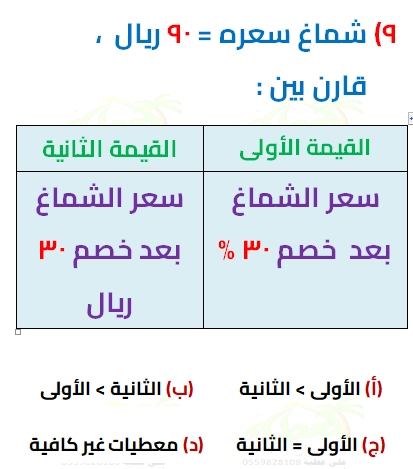 ٩) شماغ سعره = ٩٠ ريال ،
قارن بين :
القيمة الأولى
القيمة الثانية
سعر الشماغ
بعد خصم ٣٠ %
سعر الشماغ
بعد خصم ٣٠
ريال
(أ) الأولى > الثانية
(ب) الثانية > الأولى
(ج) الأولى = الثانية
(د) معطيات غير كافية